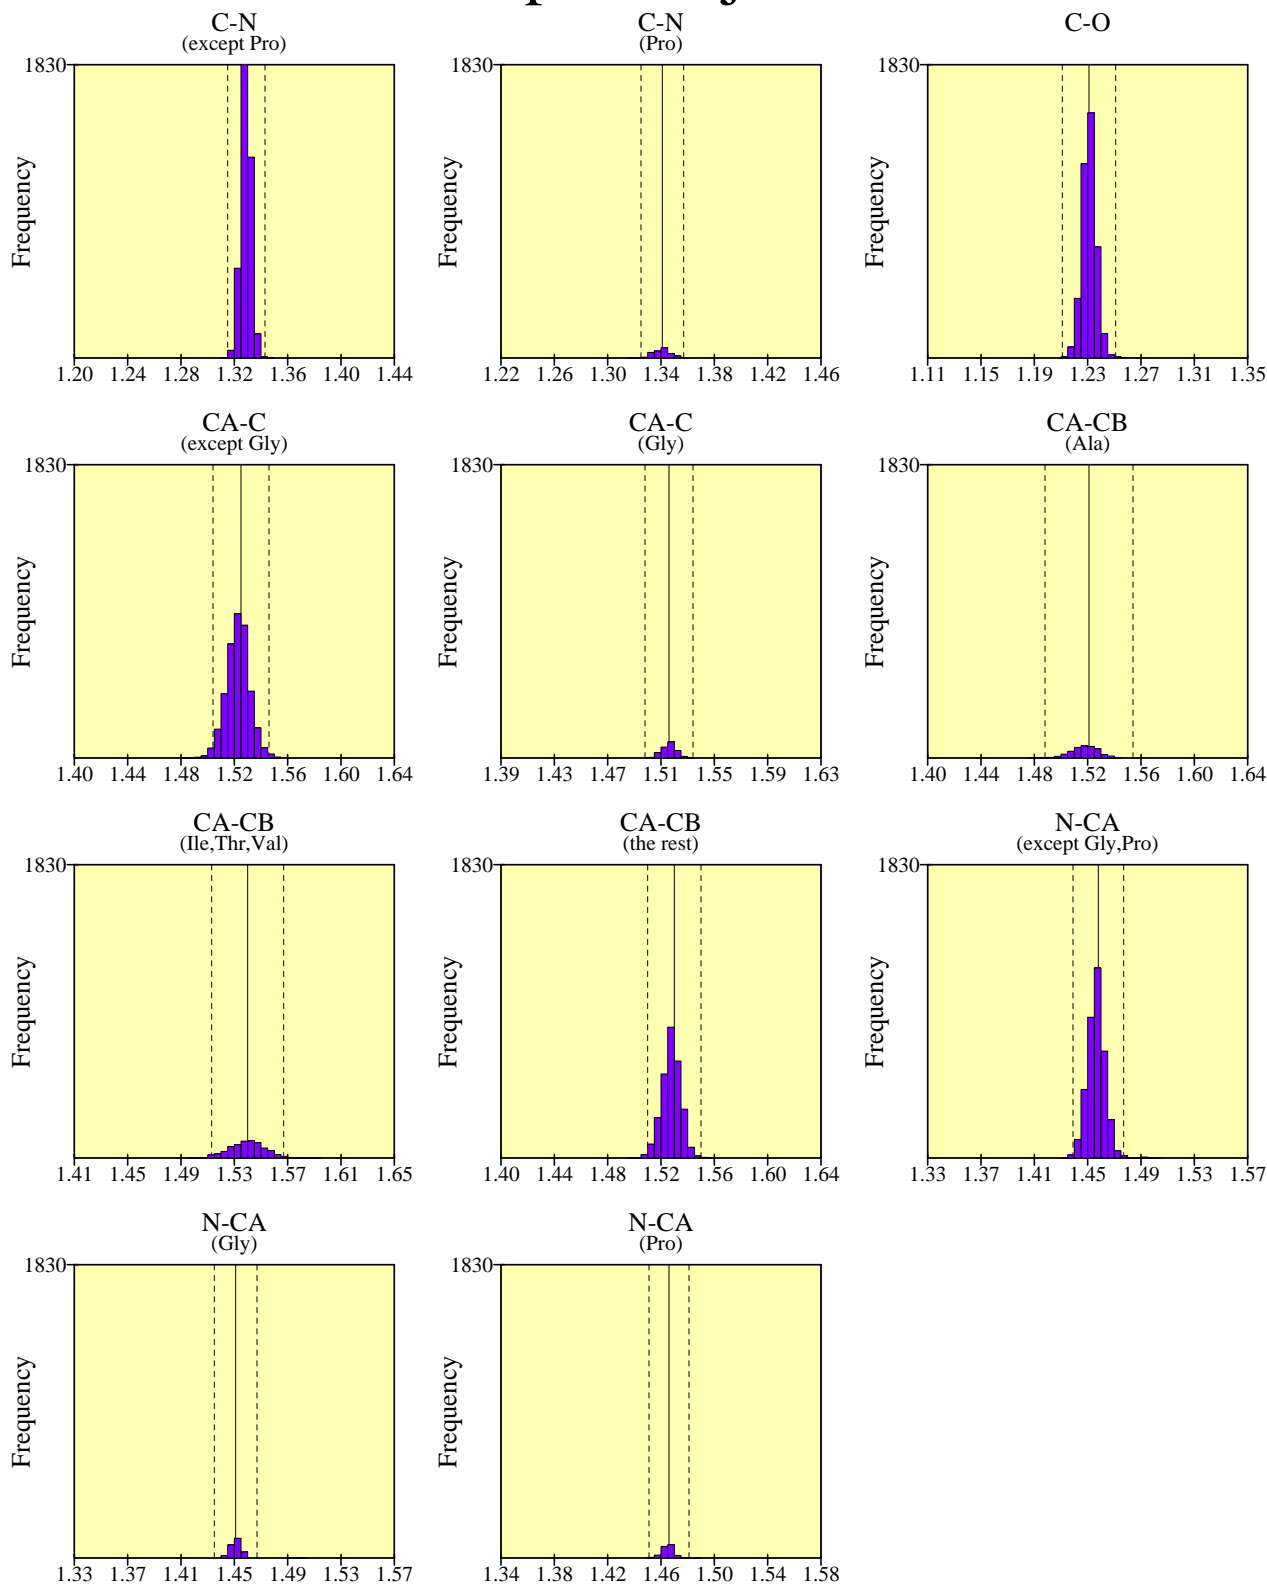 C-N
(except Pro)
1830
Frequency
1.20 1.24 1.28 1.32 1.36 1.40 1.44
C-N
(Pro)
1830
Frequency
1.22 1.26 1.30 1.34 1.38 1.42 1.46
C-O
1830
Frequency
1.11 1.15 1.19 1.23 1.27 1.31 1.35
CA-C
(except Gly)
1830
Frequency
1.40 1.44 1.48 1.52 1.56 1.60 1.64
CA-C
(Gly)
1830
Frequency
1.39 1.43 1.47 1.51 1.55 1.59 1.63
CA-CB
(Ala)
1830
Frequency
1.40 1.44 1.48 1.52 1.56 1.60 1.64
CA-CB
(Ile,Thr,Val)
1830
Frequency
1.41 1.45 1.49 1.53 1.57 1.61 1.65
CA-CB
(the rest)
1830
Frequency
1.40 1.44 1.48 1.52 1.56 1.60 1.64
N-CA
(except Gly,Pro)
1830
Frequency
1.33 1.37 1.41 1.45 1.49 1.53 1.57
N-CA
(Gly)
1830
Frequency
1.33 1.37 1.41 1.45 1.49 1.53 1.57
N-CA
(Pro)
1830
Frequency
1.34 1.38 1.42 1.46 1.50 1.54 1.58